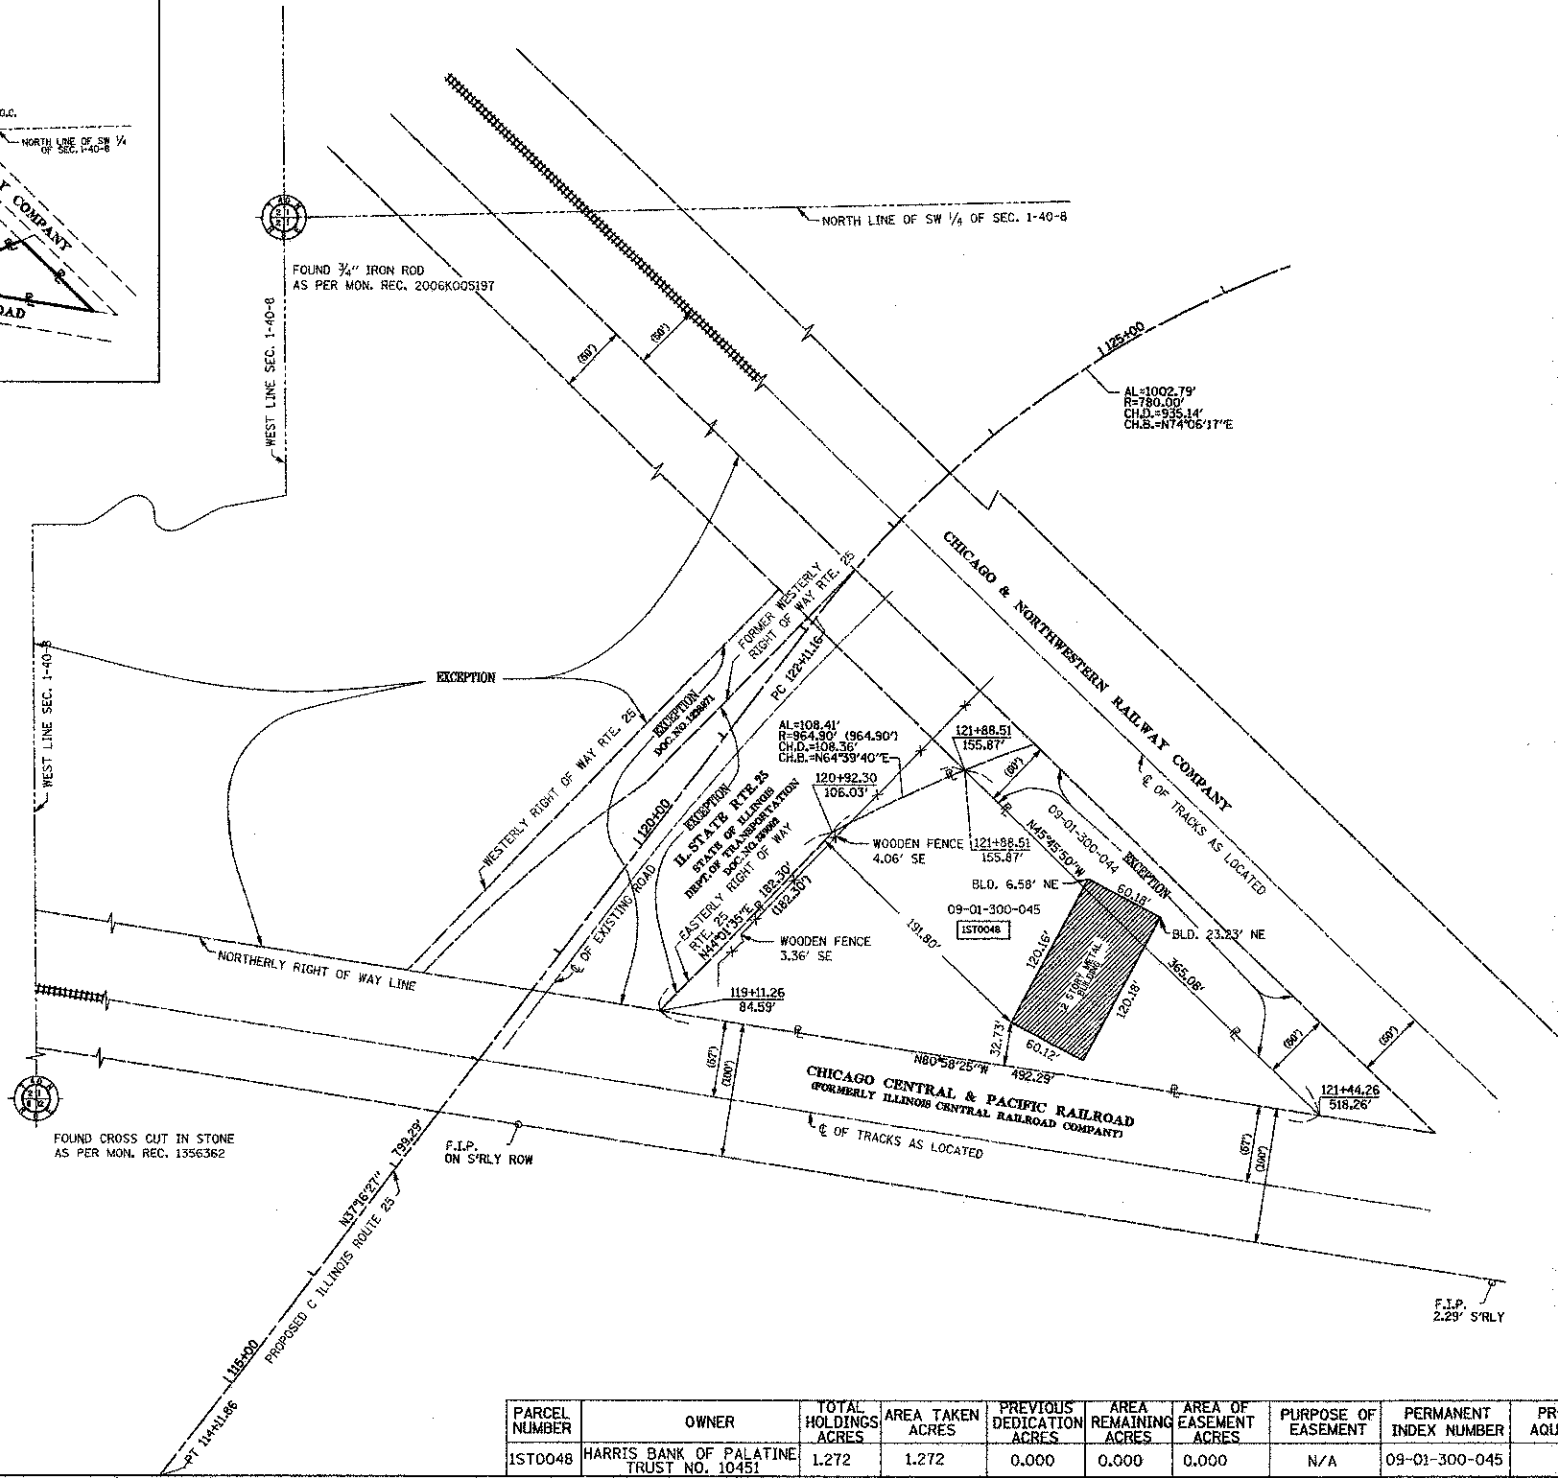 O.C.
NORTH LINE OF SW 1/4
OF SEC. 1-40-8
Y COMPANY
OAD
NORTH LINE OF SW 1/4 OF SEC. 1-40-8
FOUND 3/4" IRON ROD
AS PER MON. REC. 2006K005197
WEST LINE SEC. 1-40-8
(50')
(50')
1125+00
AL=1002.79'
R=780.00'
CH.D.=935.14'
CH.B.=N74°06'17"E
CHICAGO & NORTHWESTERN RAILWAY COMPANY
℄ OF TRACKS AS LOCATED
WEST LINE SEC. 1-40-8
EXCEPTION
FORMER WESTERLY
RIGHT OF WAY RTE. 25
PC 122+11.16
WESTERLY RIGHT OF WAY RTE. 25
EXCEPTION
AL=108.41'
R=964.90' (964.90')
CH.D.=108.36'
CH.B.=N64°39'40"E
121+88.51
155.87'
120+92.30
106.03'
1120+00
EXCEPTION
IL. STATE RTE. 25
STATE OF ILLINOIS
DEPT. OF TRANSPORTATION
EASTERLY RIGHT OF WAY
RTE. 25
N44°01'35"E
182.30'
(182.30')
℄ OF EXISTING ROAD
WOODEN FENCE
4.06' SE
121+88.51
155.87'
(50')
N45°45'50"W
09-01-300-044
EXCEPTION
BLD. 6.58' NE
60.18'
09-01-300-045
1ST0048
191.80'
BLD. 23.23' NE
120.16'
2 STORY METAL
BUILDING
120.18'
365.08'
WOODEN FENCE
3.36' SE
NORTHERLY RIGHT OF WAY LINE
119+11.26
84.59'
32.73'
60.12'
(57')
(100')
N80°58'25"W
492.29'
CHICAGO CENTRAL & PACIFIC RAILROAD
(FORMERLY ILLINOIS CENTRAL RAILROAD COMPANY)
℄ OF TRACKS AS LOCATED
(50')
(50')
121+44.26
518.26'
(57')
(100')
FOUND CROSS CUT IN STONE
AS PER MON. REC. 1356362
F.I.P.
ON S'RLY ROW
N37°16'27"
799.29'
PROPOSED C ILLINOIS ROUTE 25
1115+00
PT 114+11.86
F.I.P.
2.29' S'RLY
PARCEL NUMBER OWNER TOTAL HOLDINGS ACRES AREA TAKEN ACRES PREVIOUS DEDICATION ACRES AREA REMAINING ACRES AREA OF EASEMENT ACRES PURPOSE OF EASEMENT PERMANENT INDEX NUMBER PR AQU
1ST0048 HARRIS BANK OF PALATINE TRUST NO. 10451 1.272 1.272 0.000 0.000 0.000 N/A 09-01-300-045